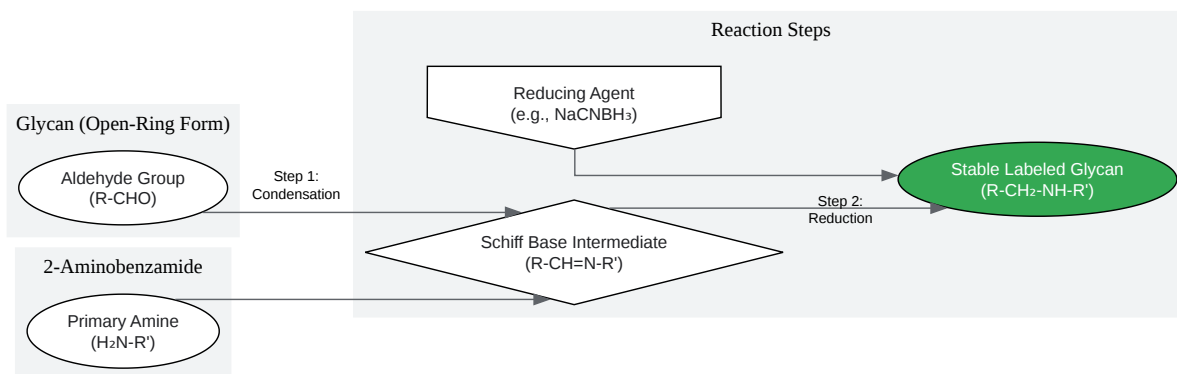 Reaction Steps
Reducing Agent
(e.g., NaCNBH₃)
Glycan (Open-Ring Form)
Aldehyde Group
(R-CHO)
Step 1:
Condensation
Stable Labeled Glycan
(R-CH₂-NH-R')
Step 2:
Reduction
Schiff Base Intermediate
(R-CH=N-R')
2-Aminobenzamide
Primary Amine
(H₂N-R')